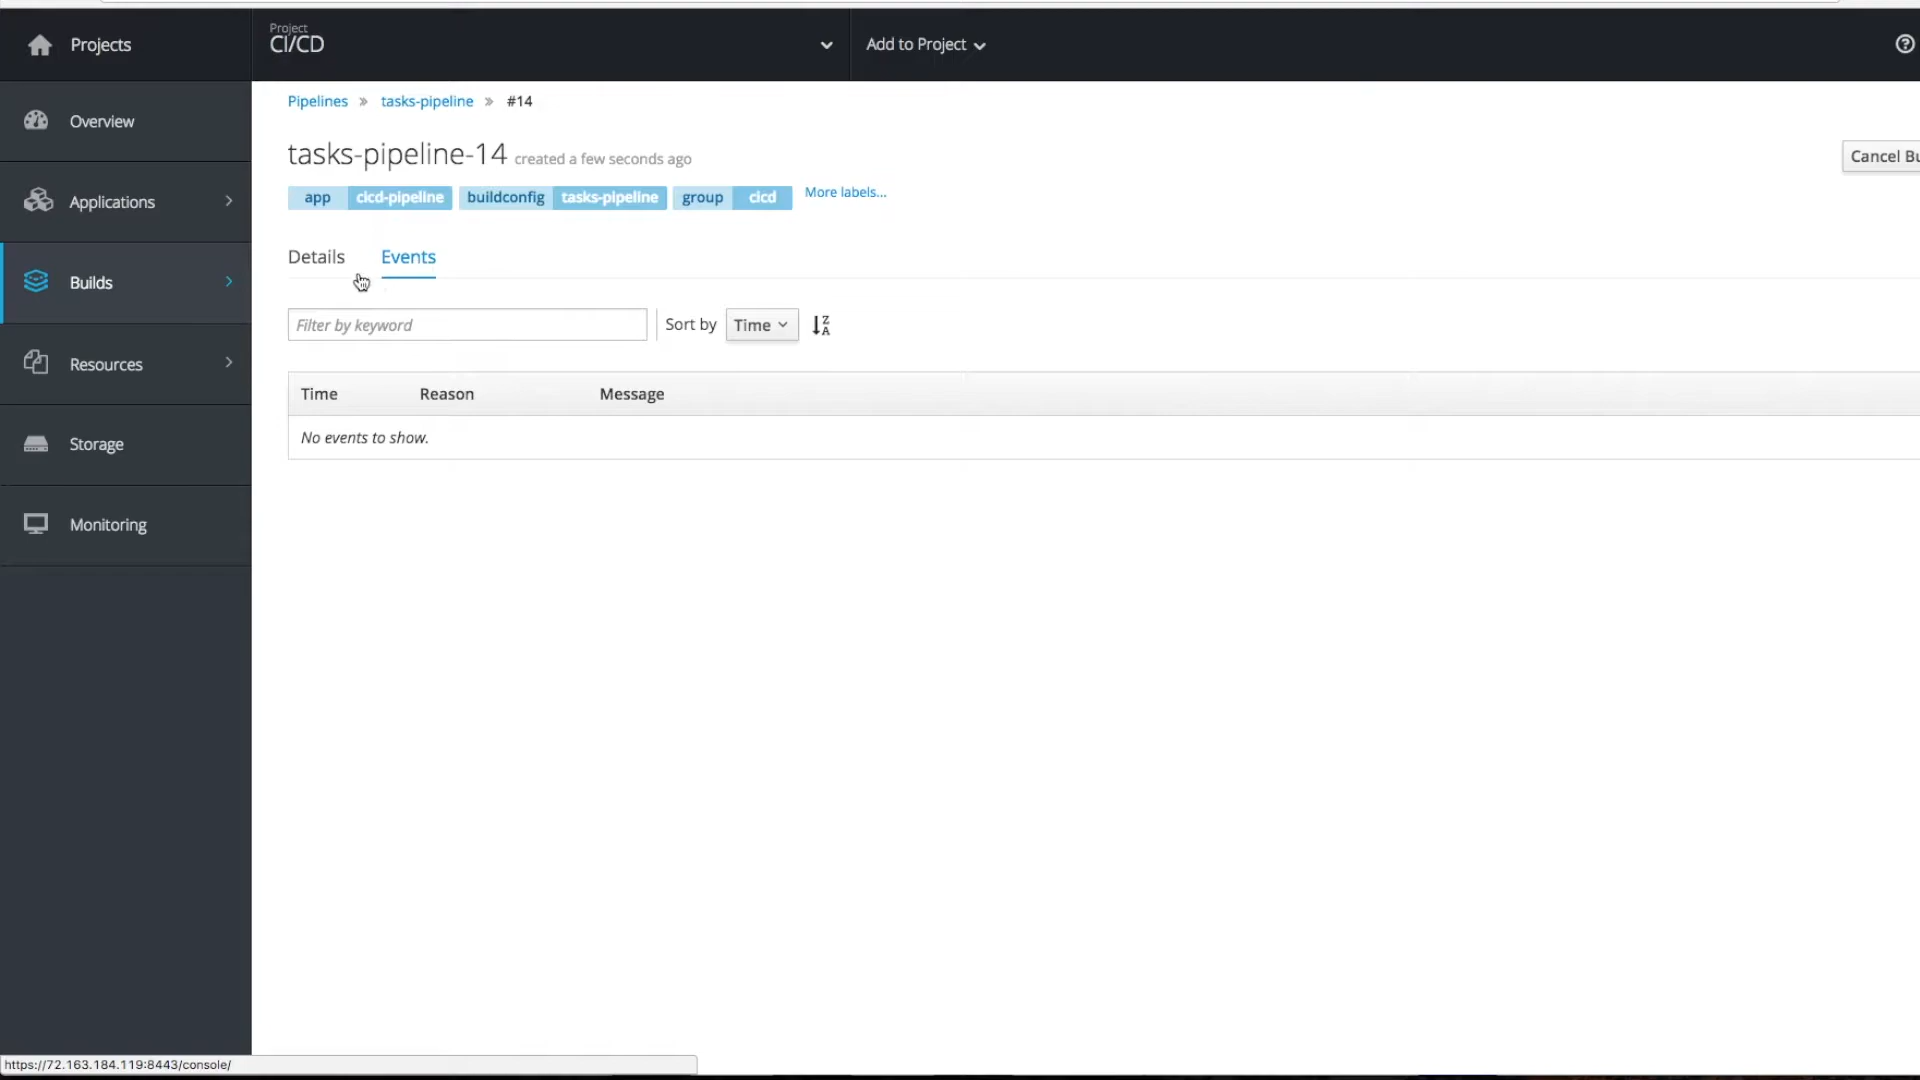 Projects
Project
CI/CD
Add to Project
Pipelines » tasks-pipeline » #14
Overview
tasks-pipeline-14 created a few seconds ago
Cancel Bu
app cicd-pipeline buildconfig tasks-pipeline group cicd More labels...
Applications
Details Events
Builds
Filter by keyword Sort by Time
Resources
Time Reason Message
No events to show.
Storage
Monitoring
https://72.163.184.119:8443/console/